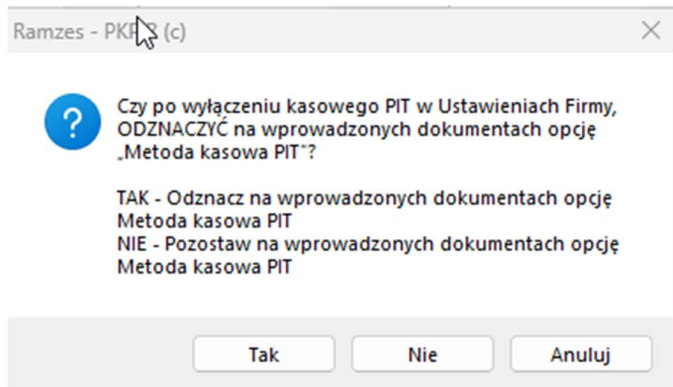 Ramzes - PKPiR (c)
Czy po wyłączeniu kasowego PIT w Ustawieniach Firmy,
ODZNACZYĆ na wprowadzonych dokumentach opcję
„Metoda kasowa PIT"?
TAK - Odznacz na wprowadzonych dokumentach opcję
Metoda kasowa PIT
NIE - Pozostaw na wprowadzonych dokumentach opcję
Metoda kasowa PIT
Tak
Nie
Anuluj